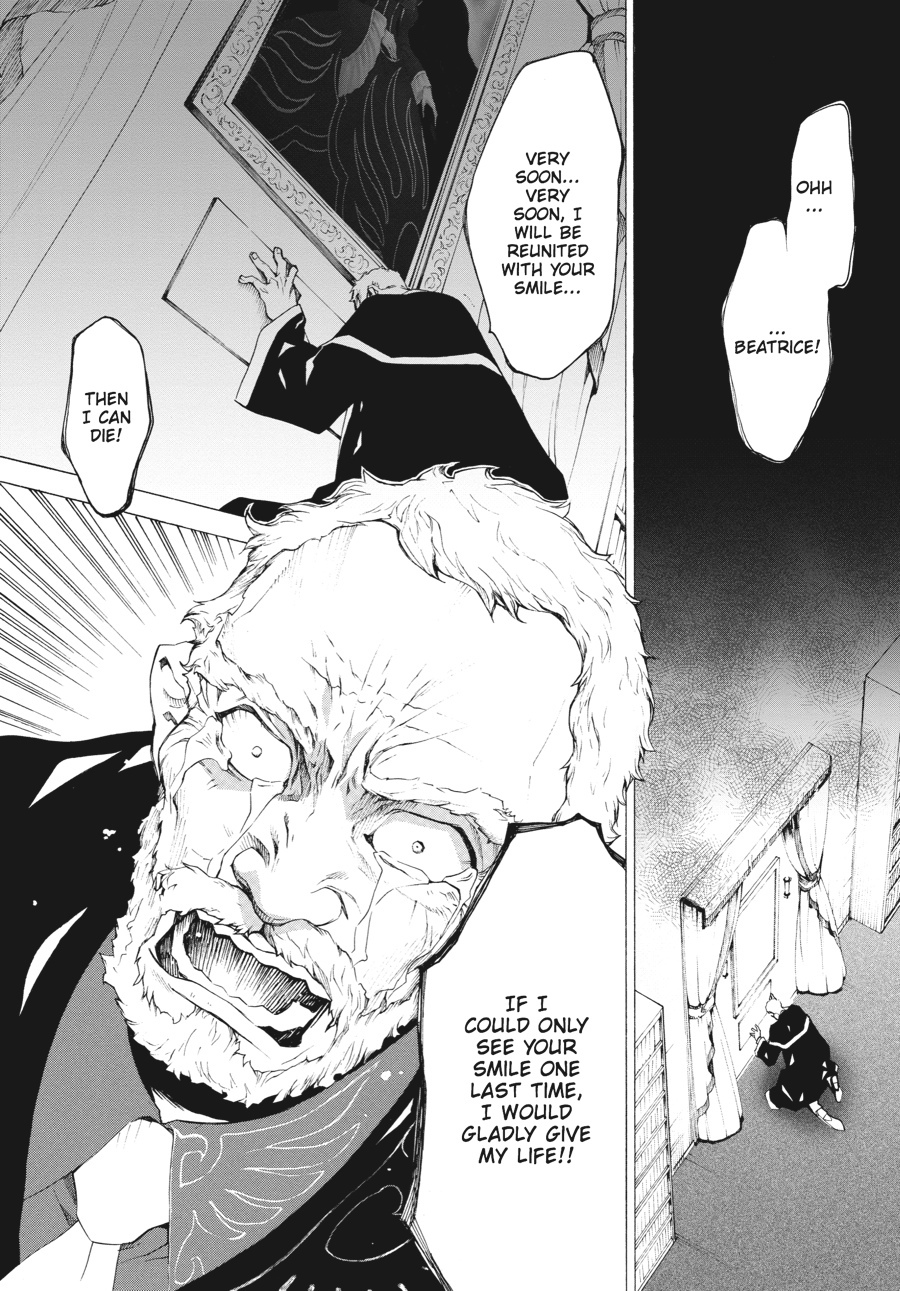 OHH
...
...
BEATRICE!
VERY
SOON...
VERY
SOON, I
WILL BE
REUNITED
WITH YOUR
SMILE...
THEN
I CAN
DIE!
IF I
COULD ONLY
SEE YOUR
SMILE ONE
LAST TIME,
I WOULD
GLADLY GIVE
MY LIFE!!